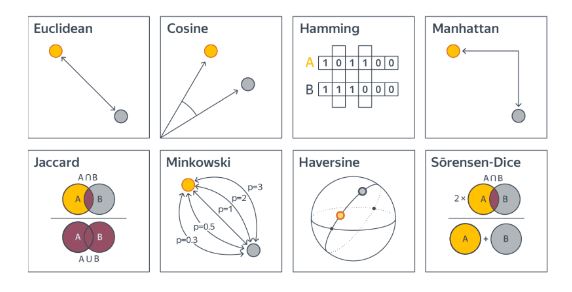 Euclidean
Cosine
Hamming
A 1 0 1 1 0 0
B 1 1 1 0 0 0
Manhattan
Jaccard
A∩B
A B
A B
A∪B
Minkowski
p=3
p=2
p=1
p=0.5
p=0.3
Haversine
Sörensen-Dice
A∩B
2× A B
A + B